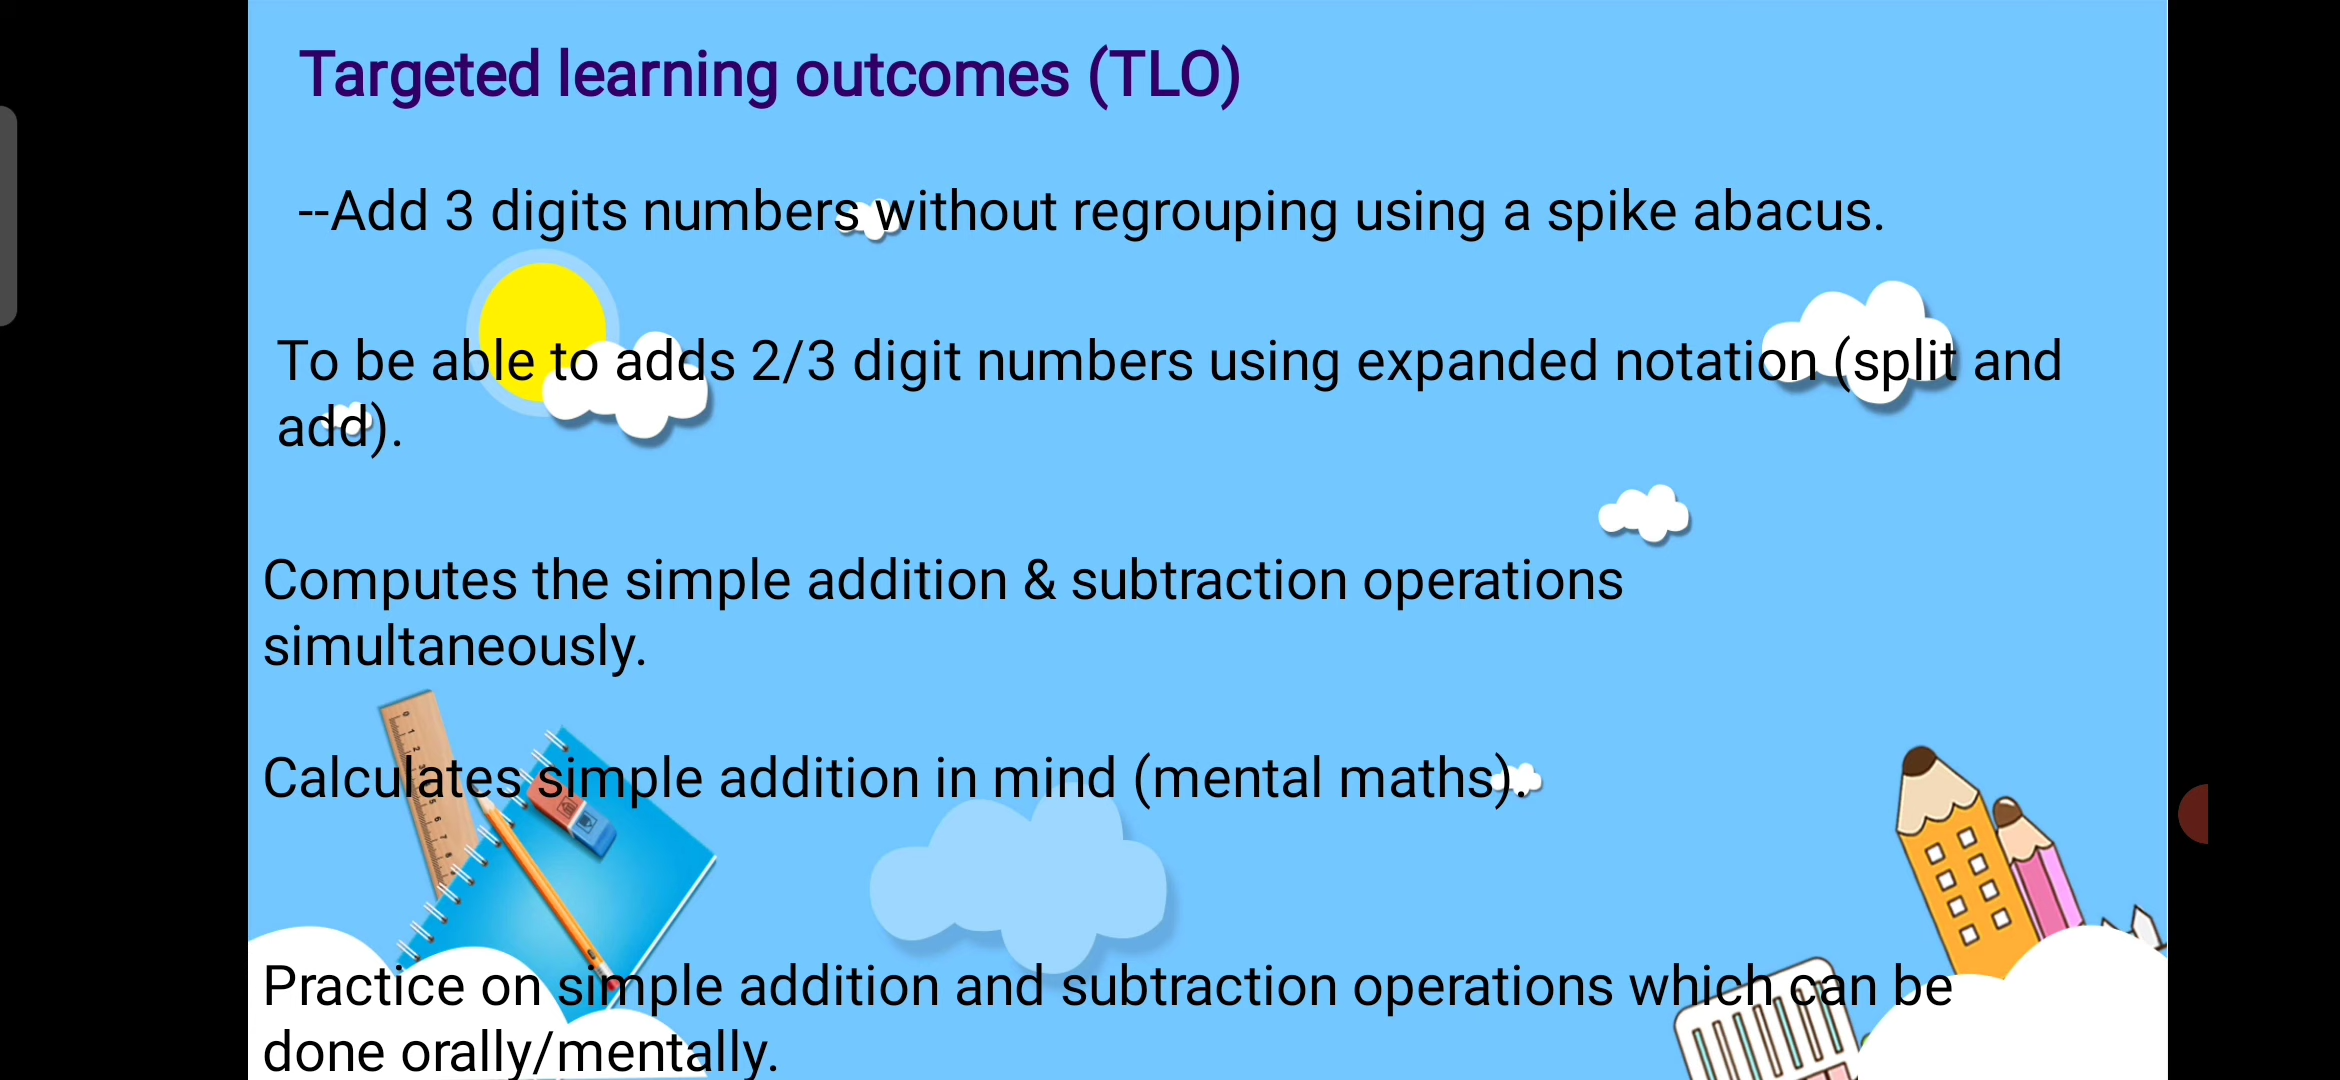 Targeted learning outcomes (TLO)
--Add 3 digits numbers without regrouping using a spike abacus.
To be able to adds 2/3 digit numbers using expanded notation (split and
add).
Computes the simple addition & subtraction operations
simultaneously.
Calculates simple addition in mind (mental maths).
Practice on simple addition and subtraction operations which can be
done orally/mentally.